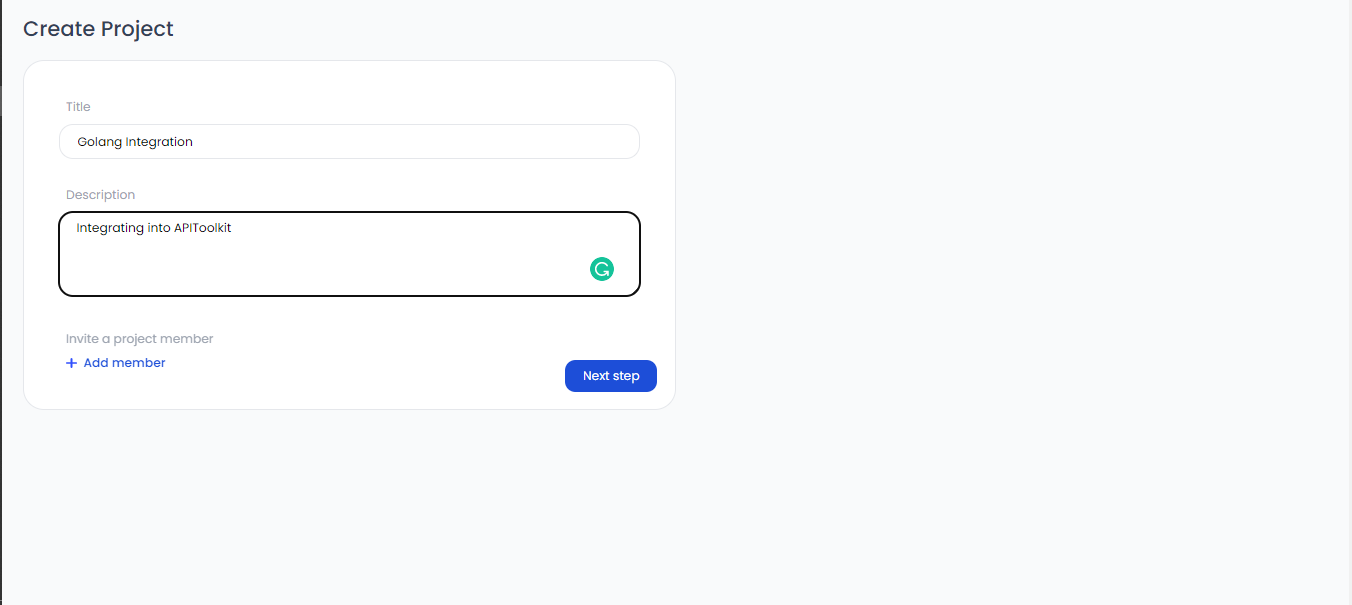 Create Project
Title
Golang Integration
Description
Integrating into APIToolkit
Invite a project member
+ Add member
Next step